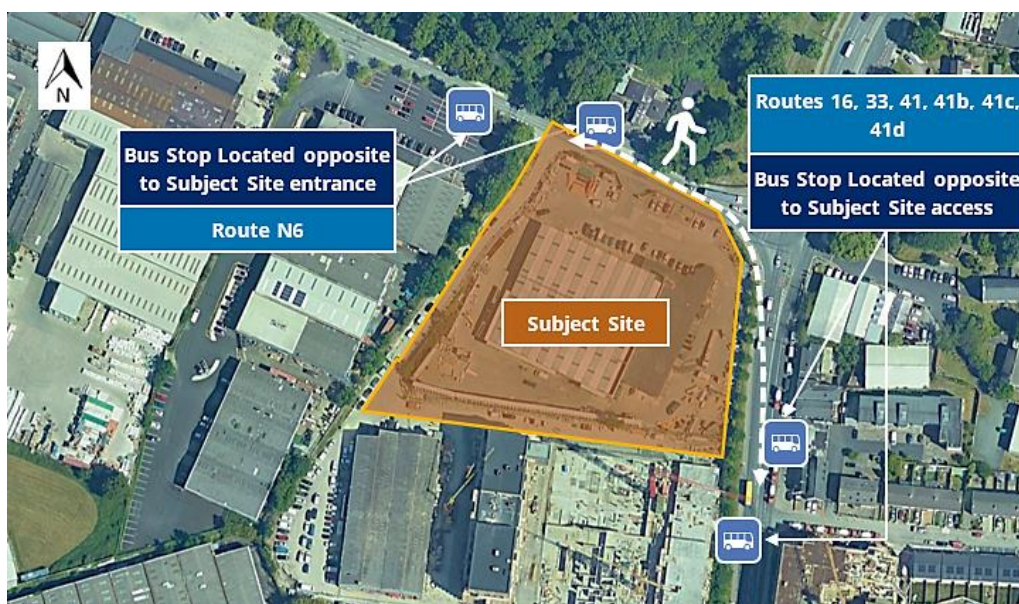 N
Routes 16, 33, 41, 41b, 41c,
41d
Bus Stop Located opposite
to Subject Site entrance
Route N6
Bus Stop Located opposite
to Subject Site access
Subject Site